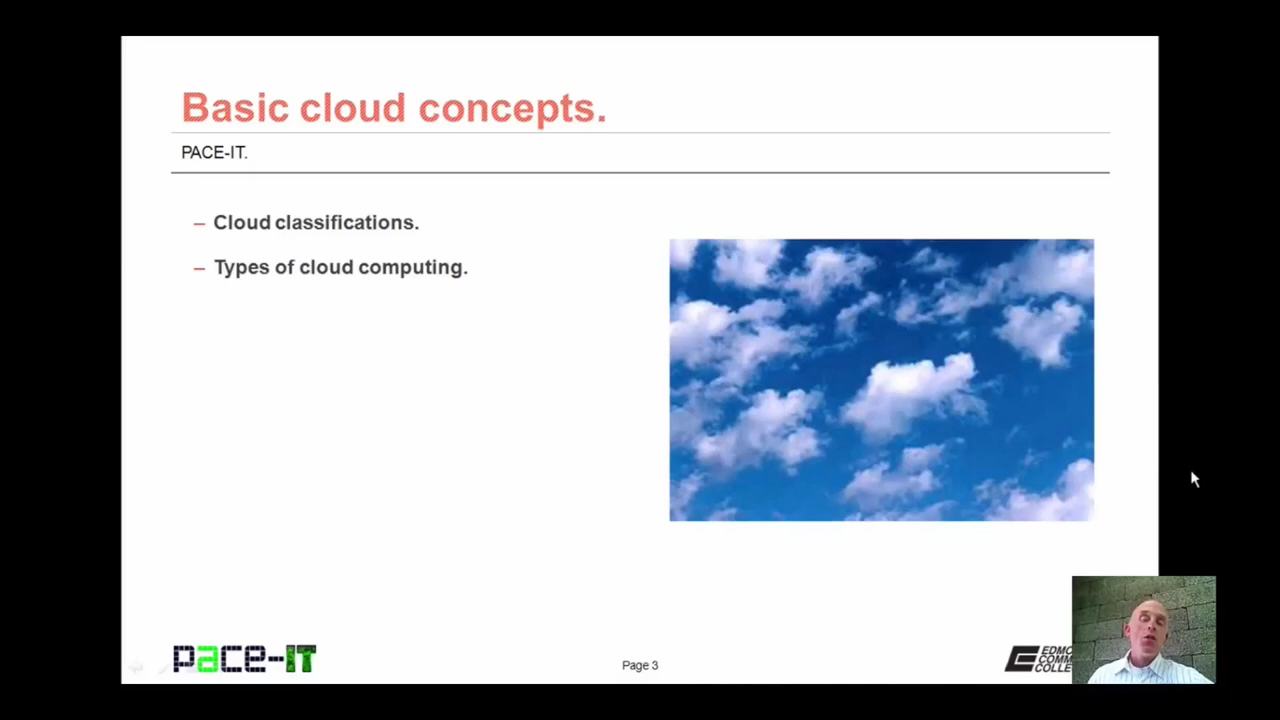 Basic cloud concepts.
PACE-IT.
– Cloud classifications.
– Types of cloud computing.
pace-IT
Page 3